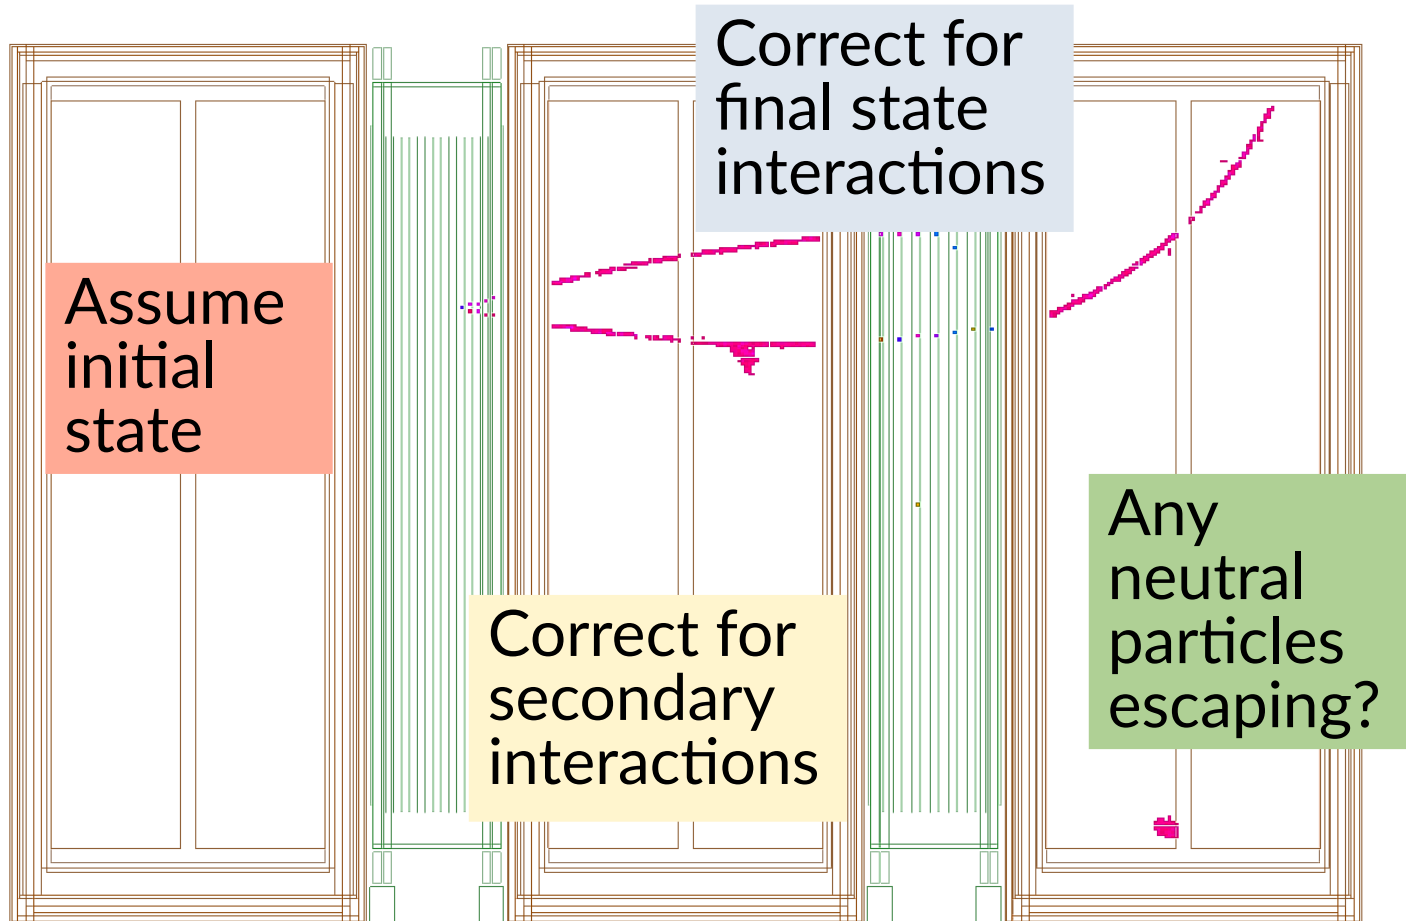 Correct for
final state
interactions
Assume
initial
state
Any
neutral
particles
escaping?
Correct for
secondary
interactions